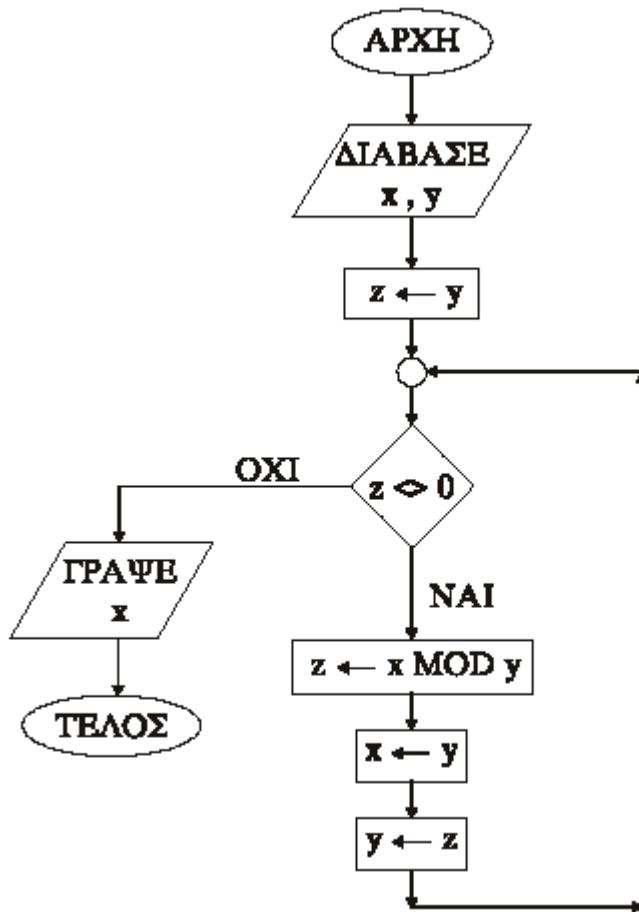 ΑΡΧΗ
ΔΙΑΒΑΣΕ
x , y
z ← y
z <> 0
ΟΧΙ
ΓΡΑΨΕ
x
ΤΕΛΟΣ
ΝΑΙ
z ← x MOD y
x ← y
y ← z